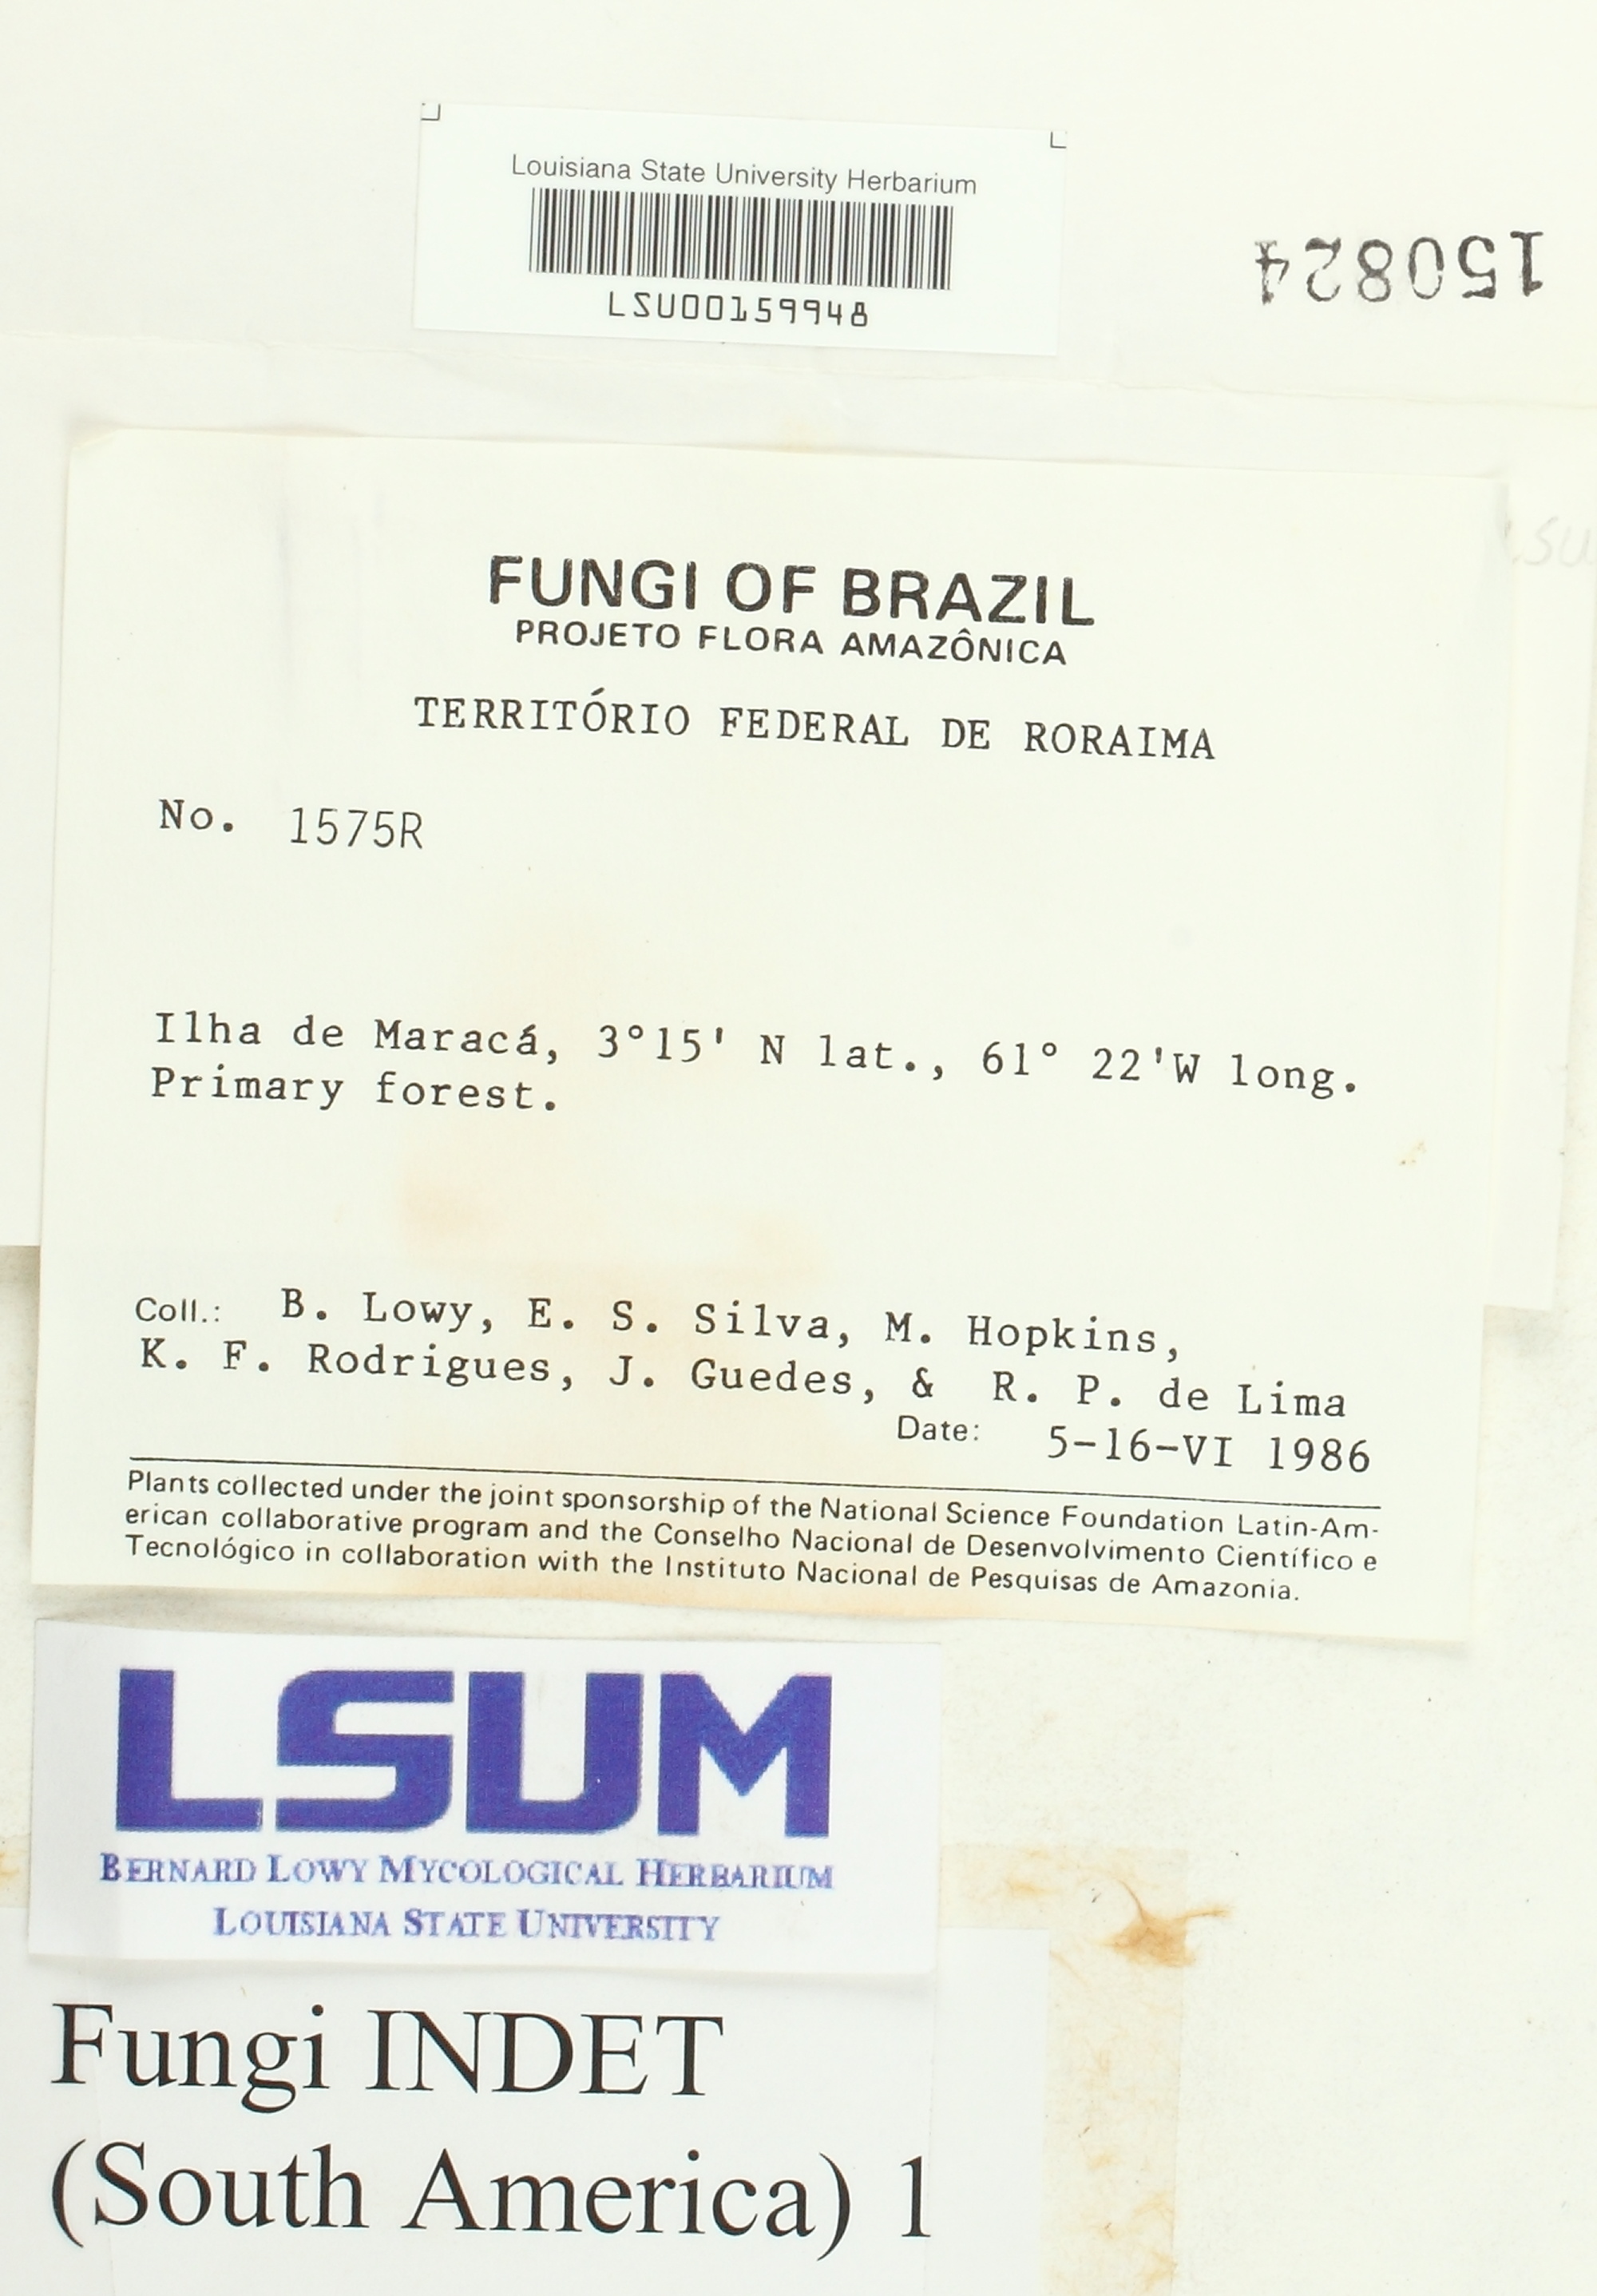 Louisiana State University Herbarium
LSU00159948
150824
FUNGI OF BRAZIL
PROJETO FLORA AMAZÔNICA
TERRITÓRIO FEDERAL DE RORAIMA
No. 1575R
Ilha de Maracá, 3°15' N lat., 61° 22'W long.
Primary forest.
Coll.: B. Lowy, E. S. Silva, M. Hopkins,
K. F. Rodrigues, J. Guedes, & R. P. de Lima
Date: 5-16-VI 1986
Plants collected under the joint sponsorship of the National Science Foundation Latin-Am-
erican collaborative program and the Conselho Nacional de Desenvolvimento Científico e
Tecnológico in collaboration with the Instituto Nacional de Pesquisas de Amazonia.
LSUM
BERNARD LOWY MYCOLOGICAL HERBARIUM
LOUISIANA STATE UNIVERSITY
Fungi INDET
(South America) 1